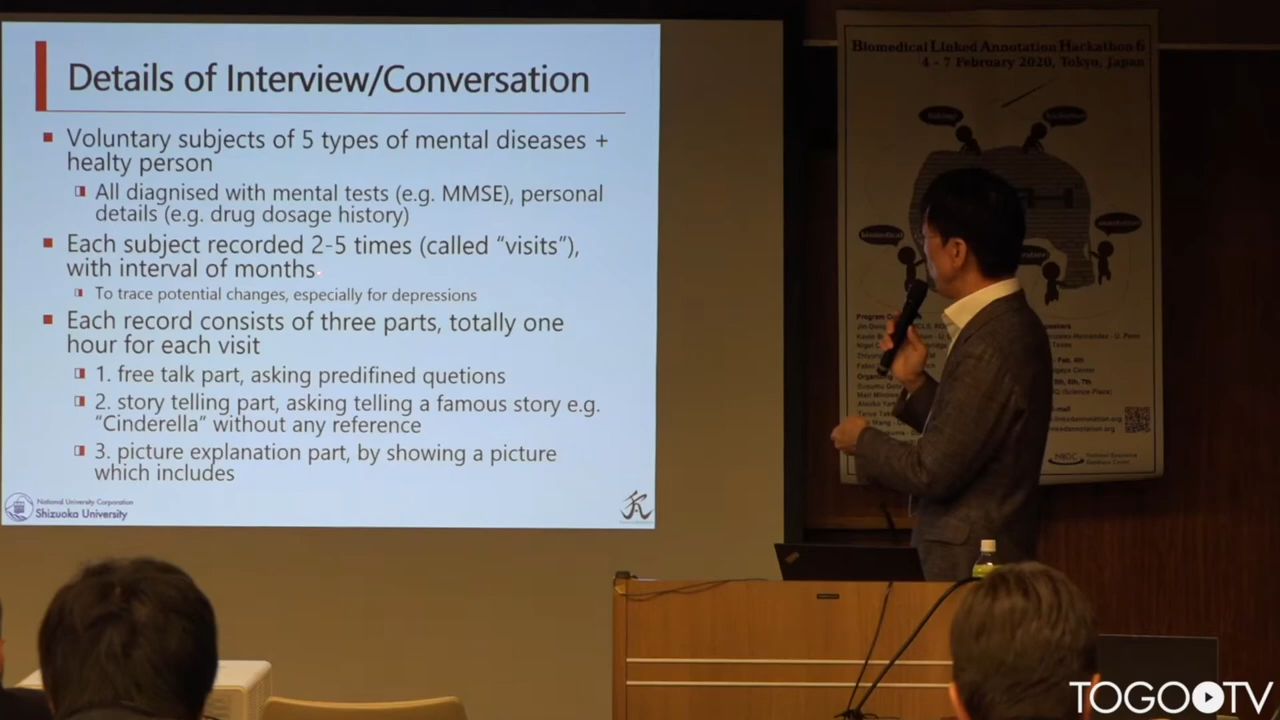 Details of Interview/Conversation
Voluntary subjects of 5 types of mental diseases +
healty person
All diagnised with mental tests (e.g. MMSE), personal
details (e.g. drug dosage history)
Each subject recorded 2-5 times (called “visits”),
with interval of months
To trace potential changes, especially for depressions
Each record consists of three parts, totally one
hour for each visit
1. free talk part, asking predifined quetions
2. story telling part, asking telling a famous story e.g.
“Cinderella” without any reference
3. picture explanation part, by showing a picture
which includes
National University Corporation
Shizuoka University
Biomedical Linked Annotation Hackathon 6
4 - 7 February 2020, Tokyo, Japan
TOGOTV